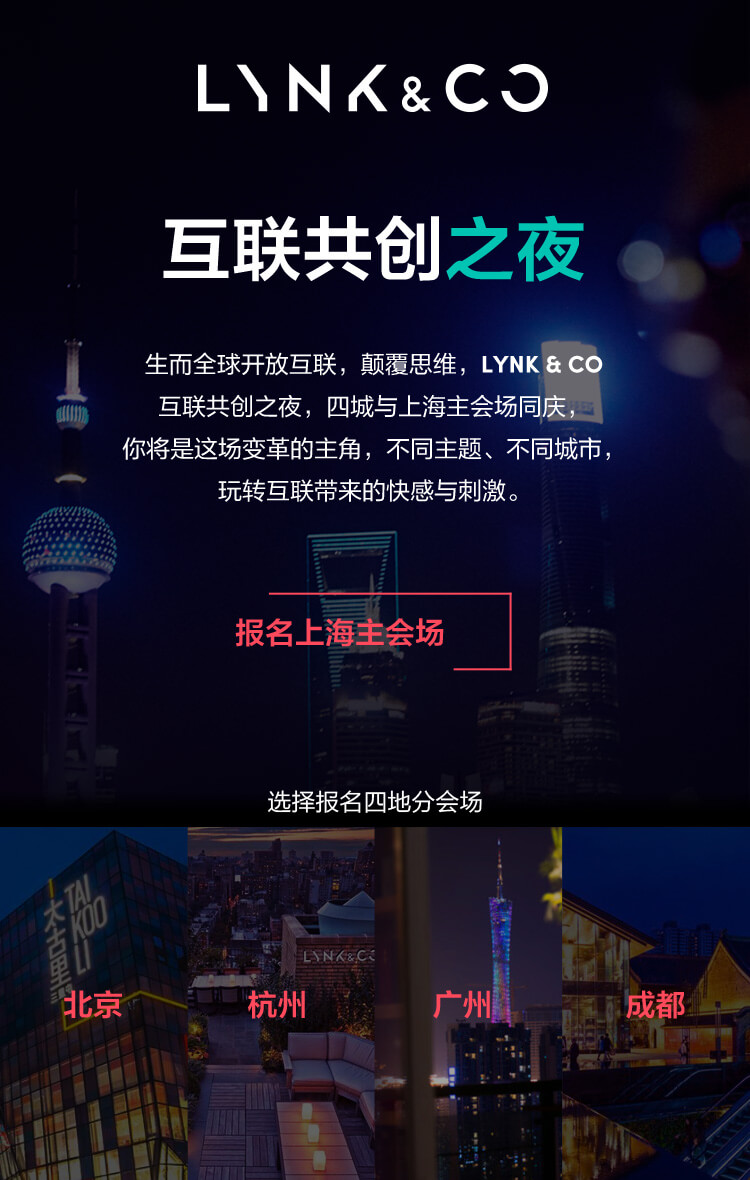 LYNK & CO
互联共创之夜
生而全球开放互联，颠覆思维，LYNK & CO
互联共创之夜，四城与上海主会场同庆，
你将是这场变革的主角，不同主题、不同城市，
玩转互联带来的快感与刺激。
报名上海主会场
选择报名四地分会场
太古里
TAI
KOO
LI
LYNK & CO
北京
杭州
广州
成都